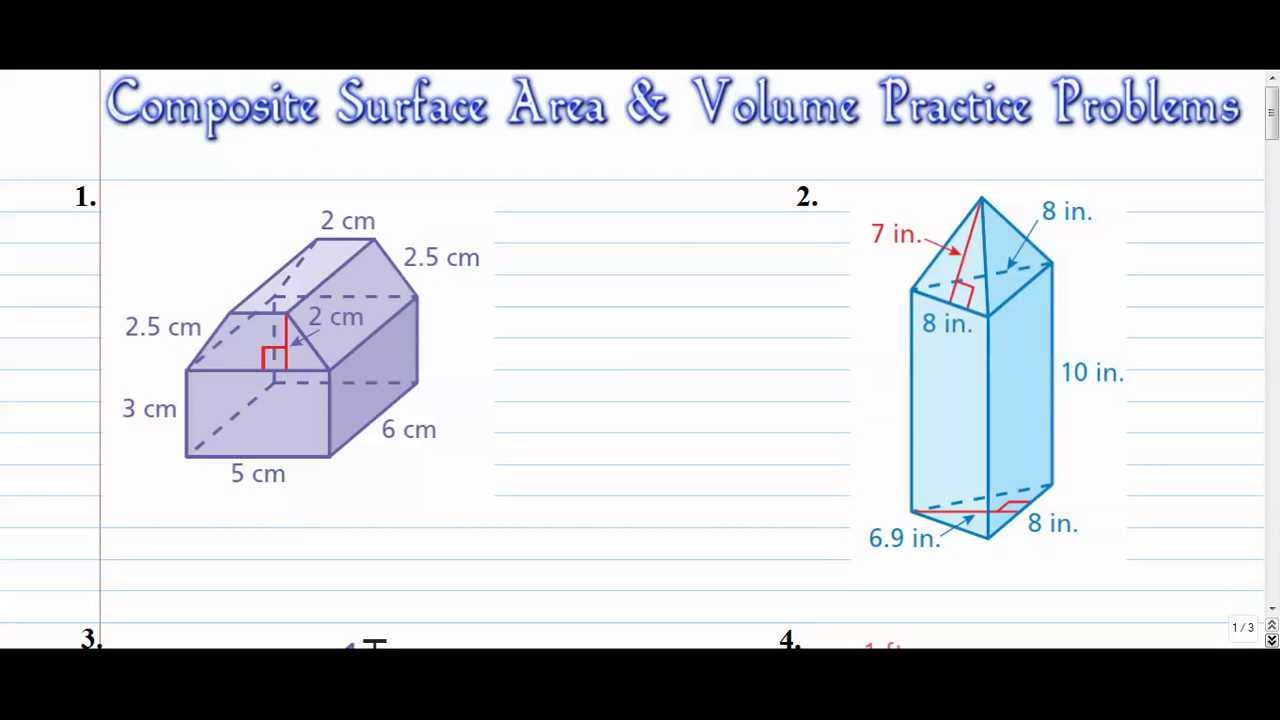 Composite Surface Area & Volume Practice Problems
1.
2 cm
2.5 cm
2 cm
2.5 cm
3 cm
6 cm
5 cm
2.
8 in.
7 in.
8 in.
10 in.
6.9 in.
8 in.
3.
4.
1 / 3